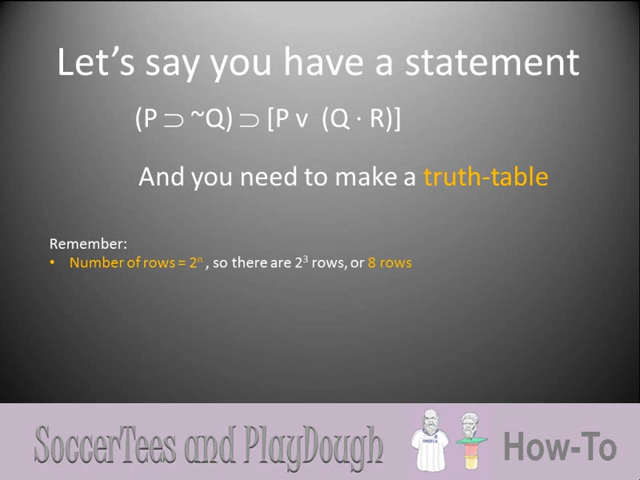 Let's say you have a statement
(P ⊃ ~Q) ⊃ [P v (Q · R)]
And you need to make a truth-table
Remember:
• Number of rows = 2ⁿ , so there are 2³ rows, or 8 rows
SoccerTees and PlayDough How-To